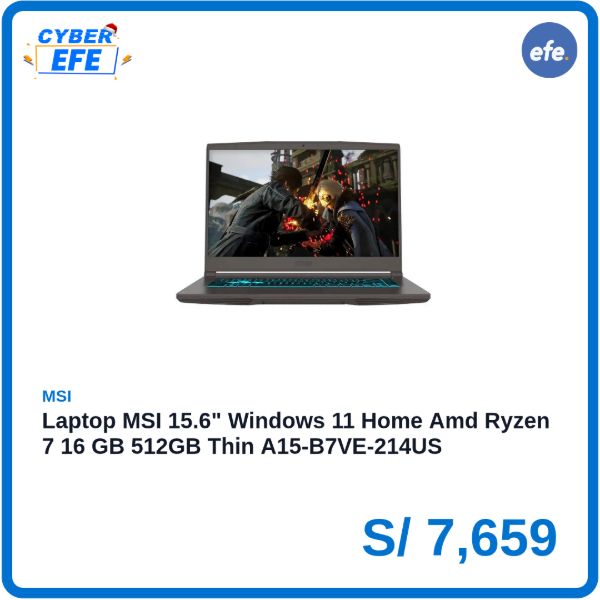 CYBER
EFE
efe.
MSI
Laptop MSI 15.6" Windows 11 Home Amd Ryzen
7 16 GB 512GB Thin A15-B7VE-214US
S/ 7,659